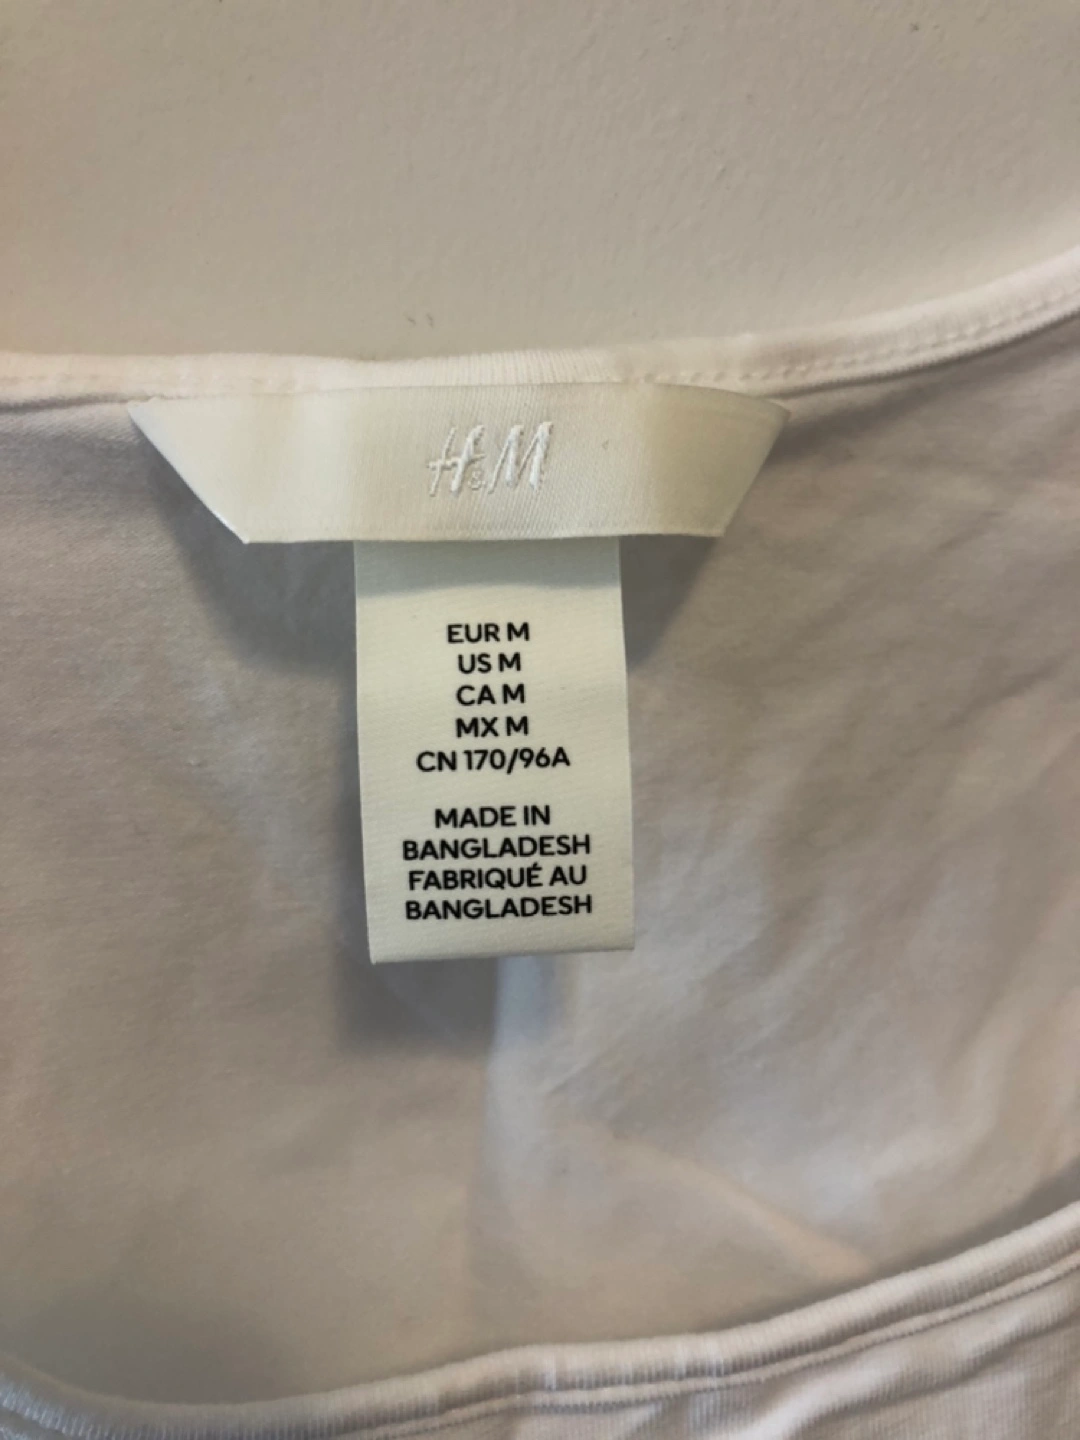 H&M
EUR M
US M
CA M
MX M
CN 170/96A
MADE IN
BANGLADESH
FABRIQUÉ AU
BANGLADESH